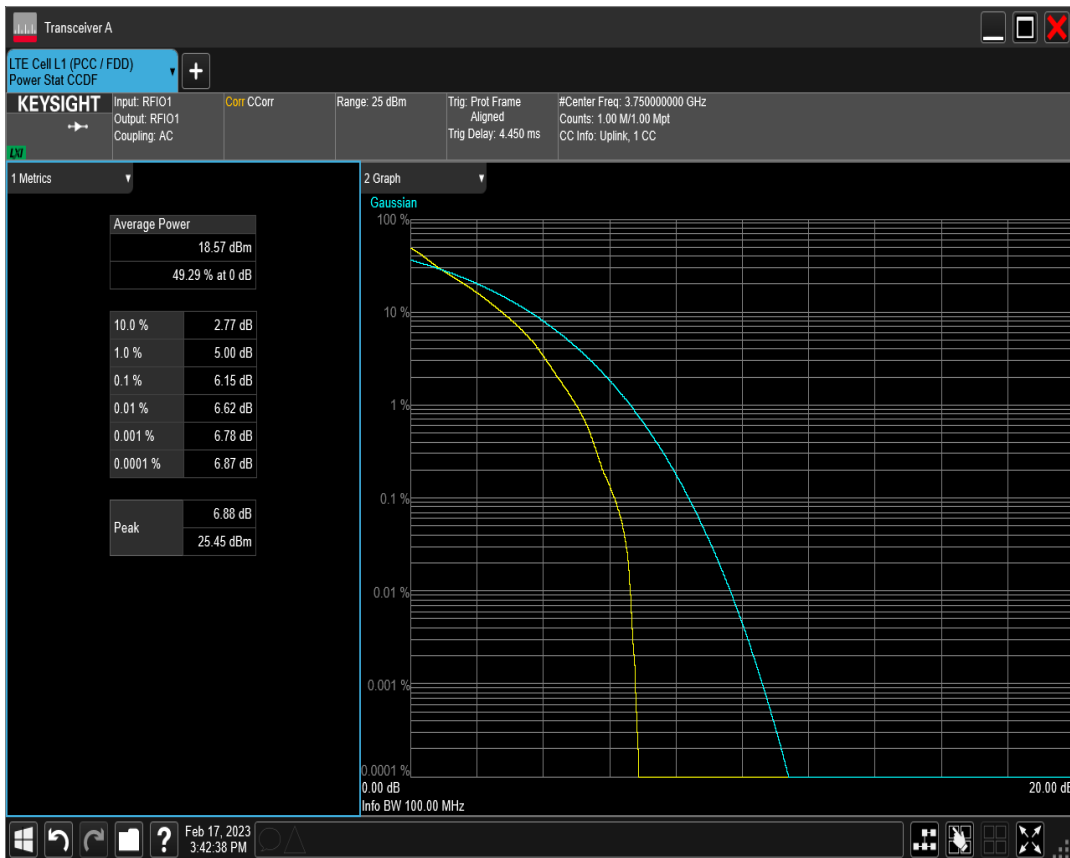 Transceiver A
LTE Cell L1 (PCC / FDD)
Power Stat CCDF
KEYSIGHT
LXI
Input: RFIO1
Output: RFIO1
Coupling: AC
Corr CCorr
Range: 25 dBm
Trig: Prot Frame
Aligned
Trig Delay: 4.450 ms
#Center Freq: 3.750000000 GHz
Counts: 1.00 M/1.00 Mpt
CC Info: Uplink, 1 CC
1 Metrics
Average Power
18.57 dBm
49.29 % at 0 dB
10.0 % 2.77 dB
1.0 % 5.00 dB
0.1 % 6.15 dB
0.01 % 6.62 dB
0.001 % 6.78 dB
0.0001 % 6.87 dB
Peak
6.88 dB
25.45 dBm
2 Graph
Gaussian
100 %
10 %
1 %
0.1 %
0.01 %
0.001 %
0.0001 %
0.00 dB 20.00 dB
Info BW 100.00 MHz
? Feb 17, 2023
3:42:38 PM